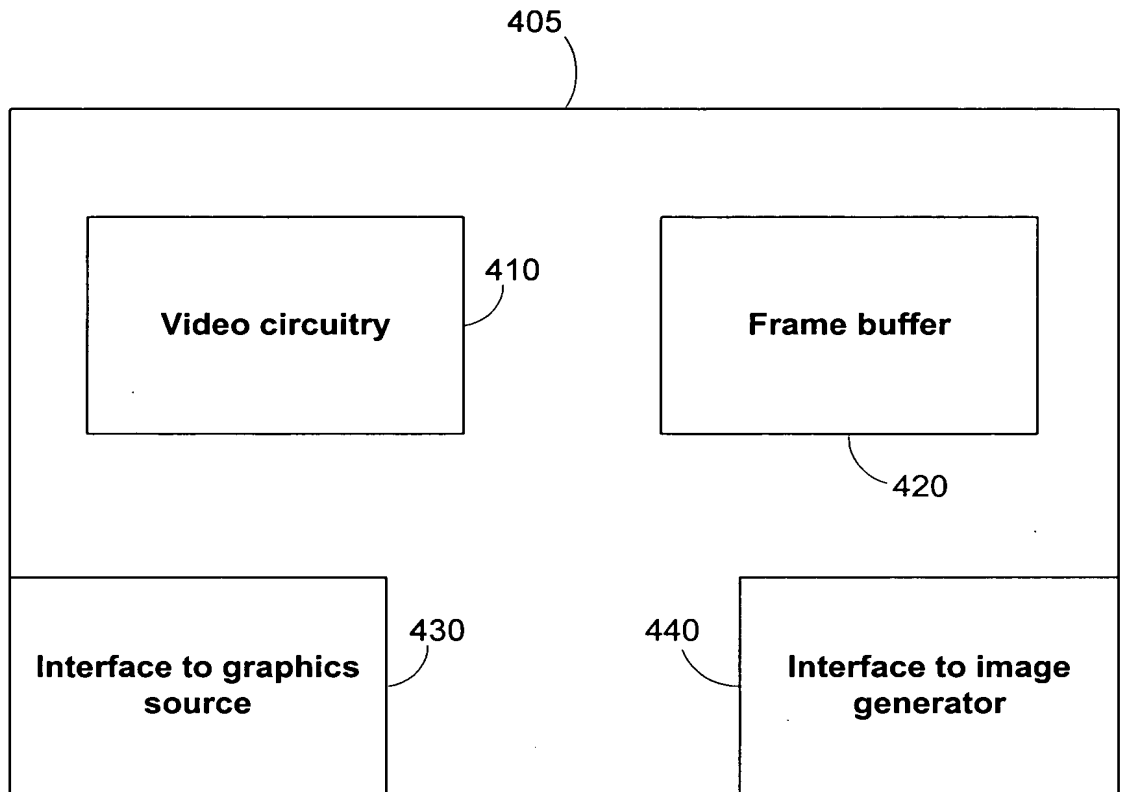 405
410
Video circuitry
Frame buffer
420
430
440
Interface to graphics
source
Interface to image
generator